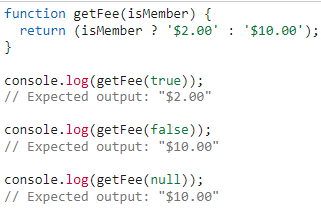 function getFee(isMember) {
  return (isMember ? '$2.00' : '$10.00');
}
console.log(getFee(true));
// Expected output: "$2.00"
console.log(getFee(false));
// Expected output: "$10.00"
console.log(getFee(null));
// Expected output: "$10.00"